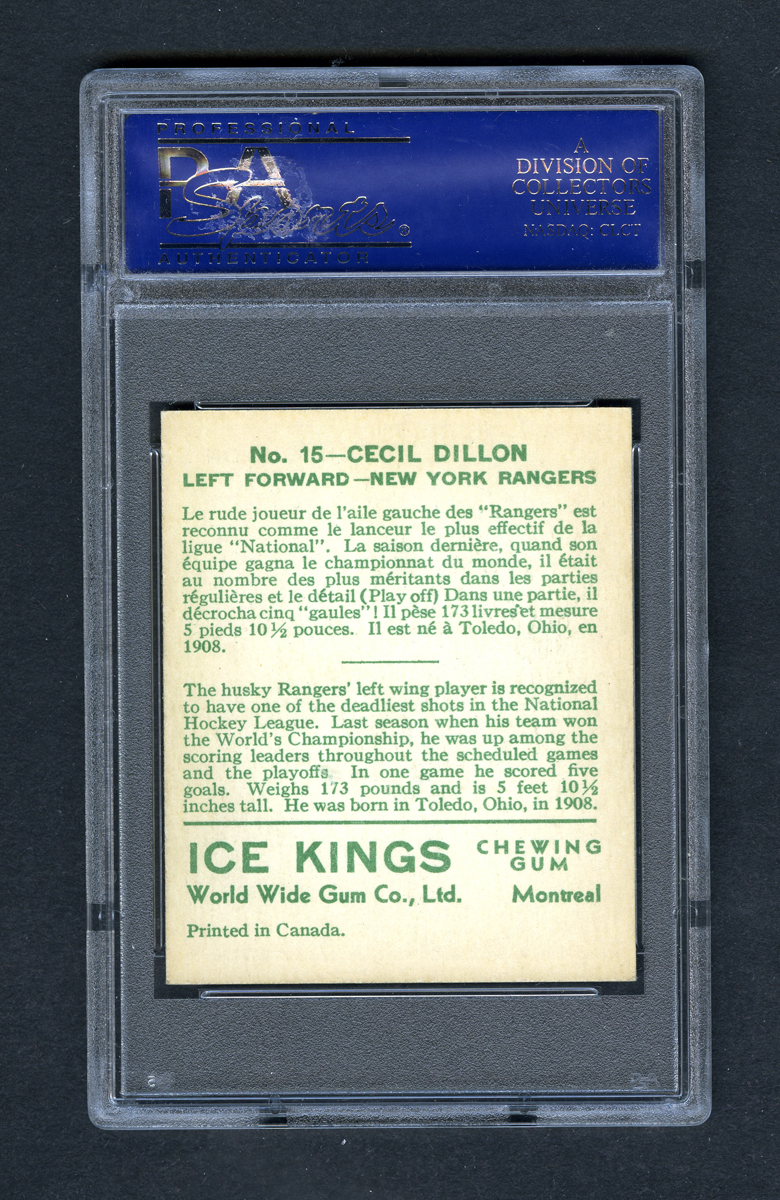 PROFESSIONAL
PSA
Sports®
AUTHENTICATOR
A
DIVISION OF
COLLECTORS
UNIVERSE
NASDAQ: CLCT
No. 15—CECIL DILLON
LEFT FORWARD—NEW YORK RANGERS
Le rude joueur de l'aile gauche des "Rangers" est
reconnu comme le lanceur le plus effectif de la
ligue "National". La saison dernière, quand son
équipe gagna le championnat du monde, il était
au nombre des plus méritants dans les parties
régulières et le détail (Play off) Dans une partie, il
décrocha cinq "gaules"! Il pèse 173 livres et mesure
5 pieds 10½ pouces. Il est né à Toledo, Ohio, en
1908.
The husky Rangers' left wing player is recognized
to have one of the deadliest shots in the National
Hockey League. Last season when his team won
the World's Championship, he was up among the
scoring leaders throughout the scheduled games
and the playoffs. In one game he scored five
goals. Weighs 173 pounds and is 5 feet 10½
inches tall. He was born in Toledo, Ohio, in 1908.
ICE KINGS CHEWING GUM
World Wide Gum Co., Ltd. Montreal
Printed in Canada.